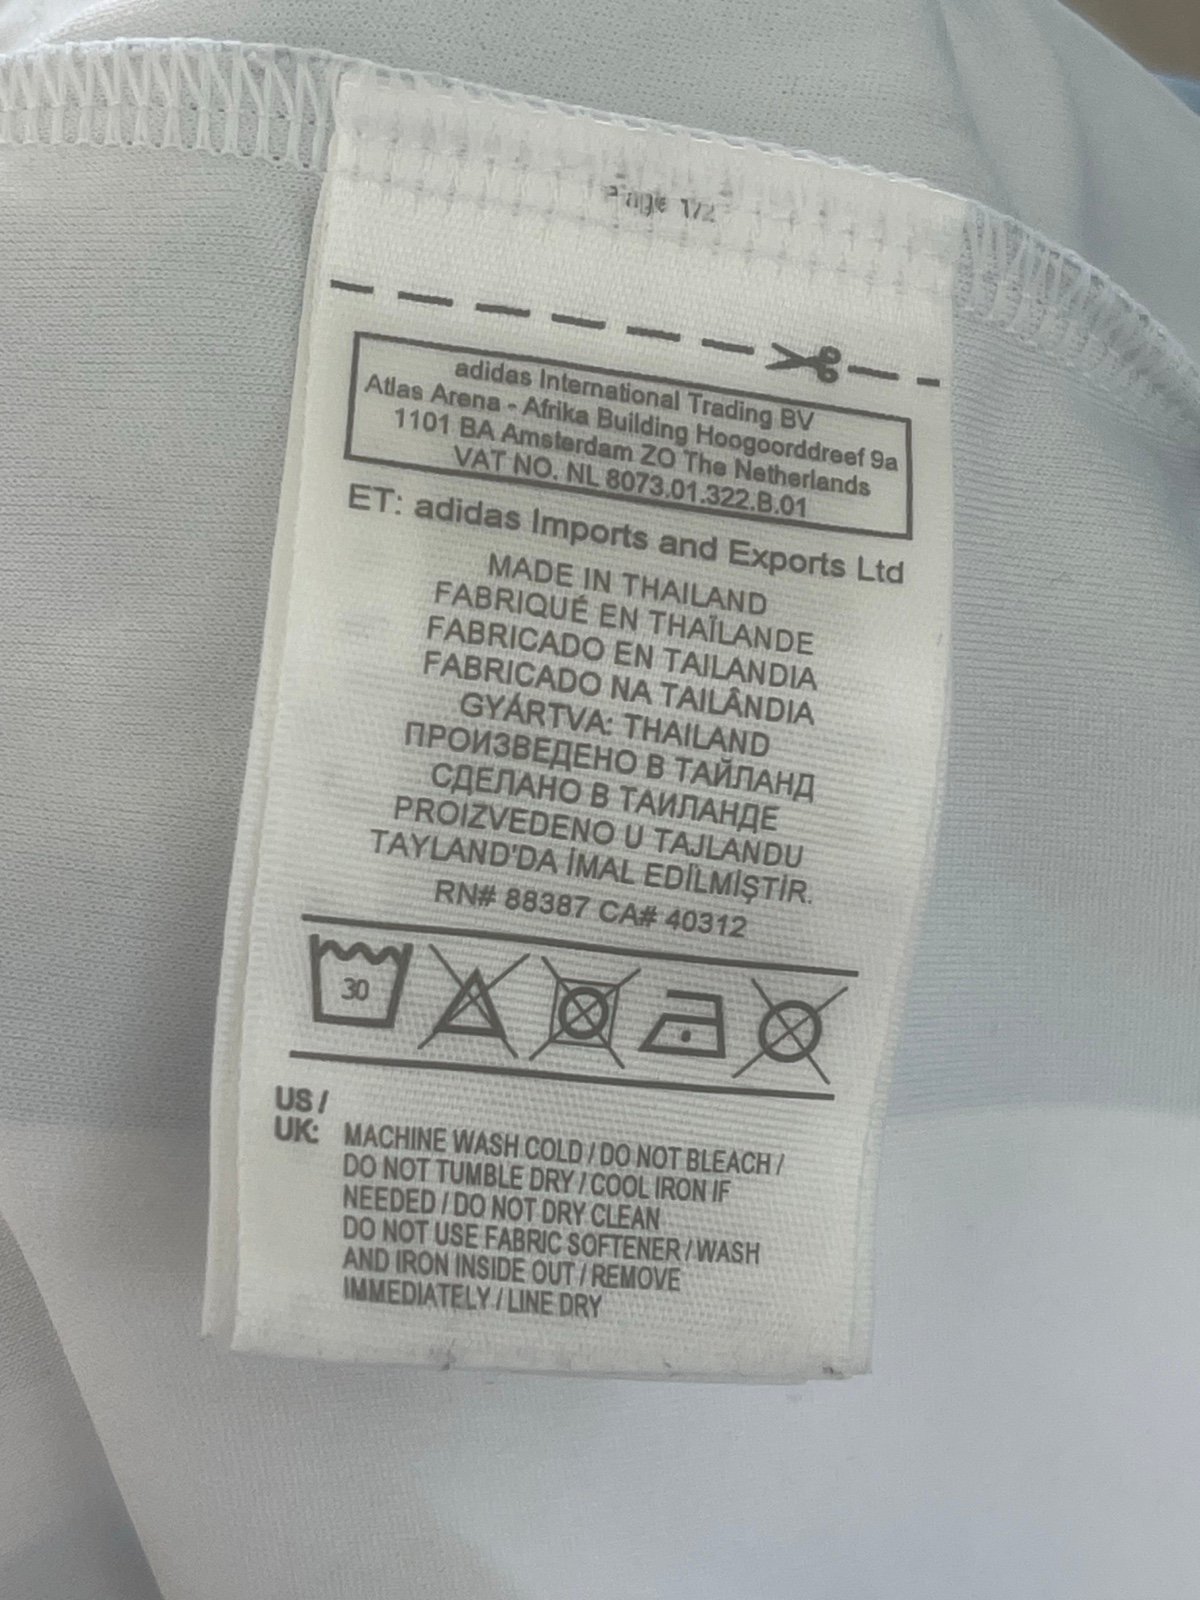 Page 1/2
adidas International Trading BV
Atlas Arena - Afrika Building Hoogoorddreef 9a
1101 BA Amsterdam ZO The Netherlands
VAT NO. NL 8073.01.322.B.01
ET: adidas Imports and Exports Ltd
MADE IN THAILAND
FABRIQUÉ EN THAÏLANDE
FABRICADO EN TAILANDIA
FABRICADO NA TAILÂNDIA
GYÁRTVA: THAILAND
ПРОИЗВЕДЕНО В ТАЙЛАНД
СДЕЛАНО В ТАИЛАНДЕ
PROIZVEDENO U TAJLANDU
TAYLAND'DA İMAL EDİLMİŞTİR.
RN# 88387 CA# 40312
30
US /
UK: MACHINE WASH COLD / DO NOT BLEACH /
DO NOT TUMBLE DRY / COOL IRON IF
NEEDED / DO NOT DRY CLEAN
DO NOT USE FABRIC SOFTENER / WASH
AND IRON INSIDE OUT / REMOVE
IMMEDIATELY / LINE DRY